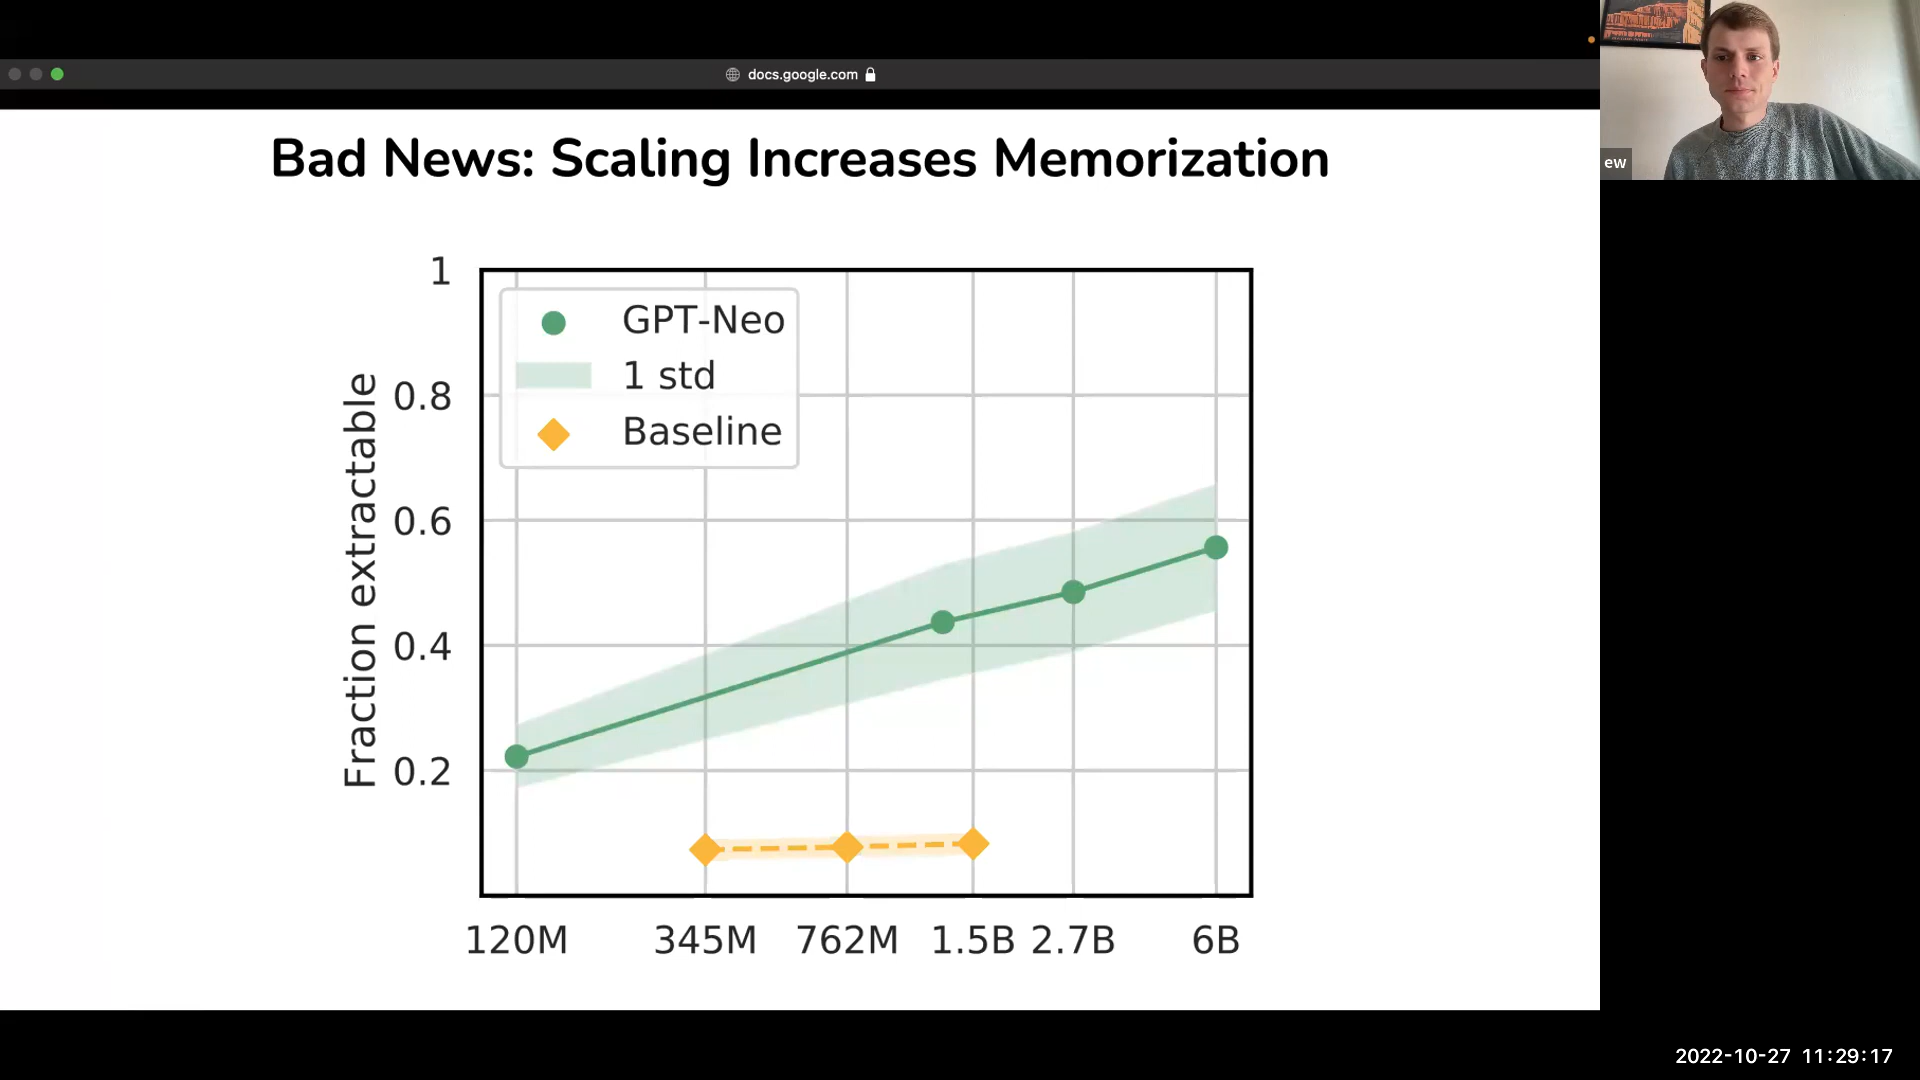 docs.google.com
Bad News: Scaling Increases Memorization
ew
1
0.8
0.6
0.4
0.2
Fraction extractable
GPT-Neo
1 std
Baseline
120M 345M 762M 1.5B 2.7B 6B
2022-10-27 11:29:17